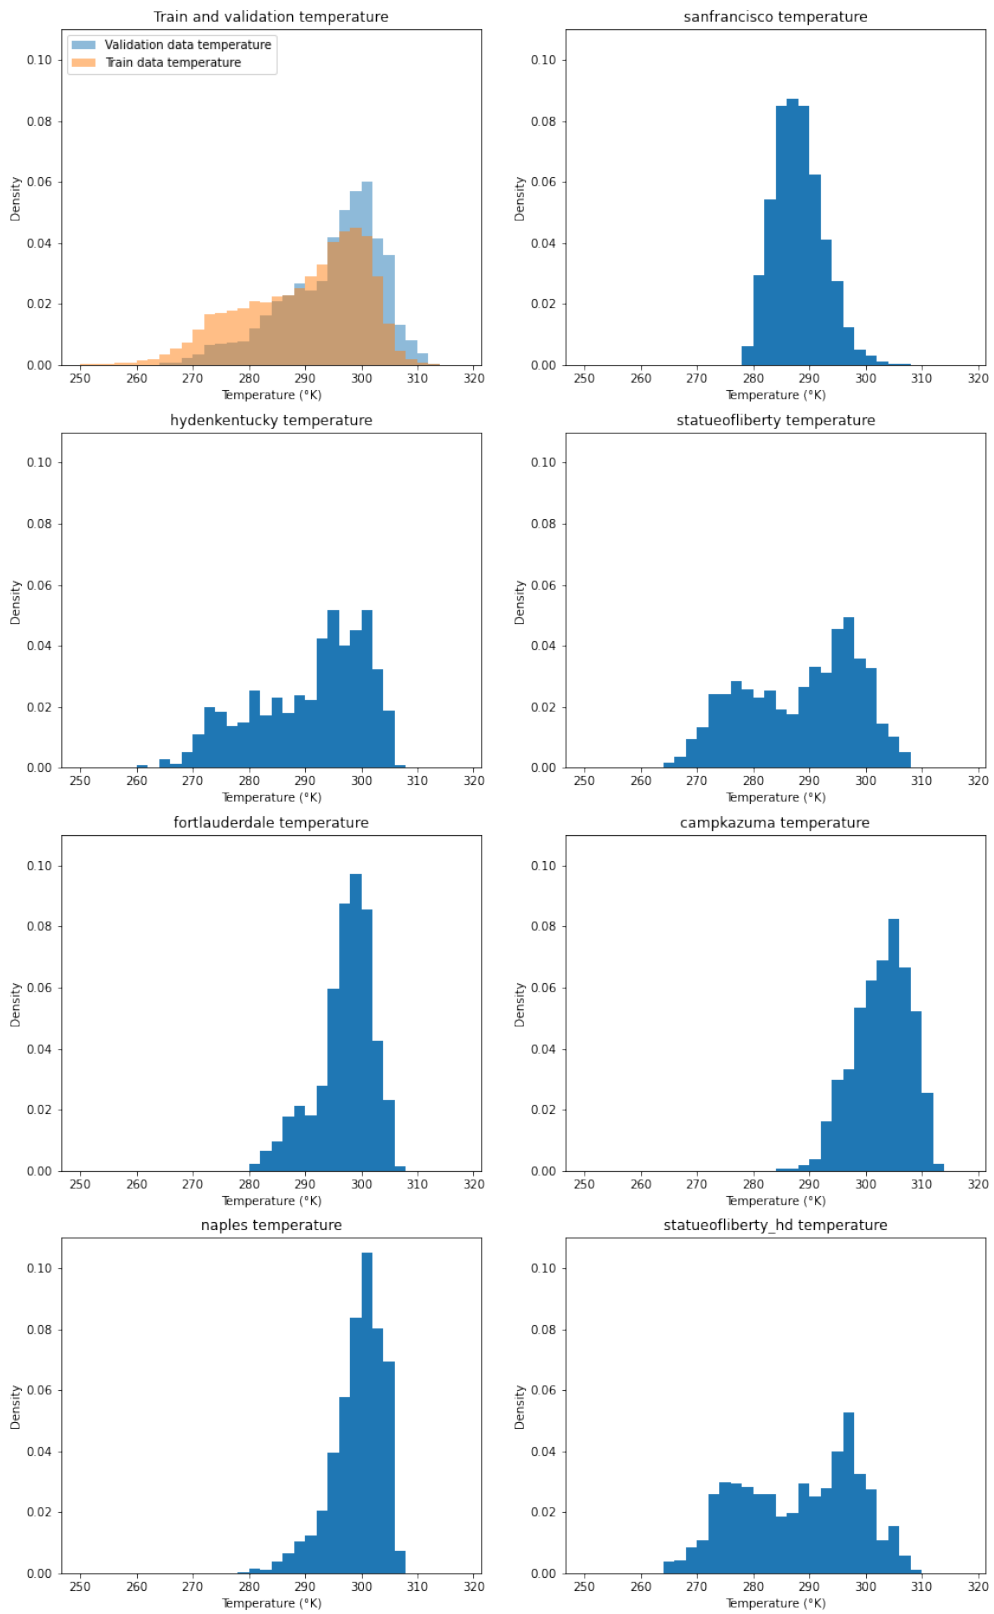 Train and validation temperature
Validation data temperature
Train data temperature
0.10
0.08
0.06
0.04
0.02
0.00
Density
250 260 270 280 290 300 310 320
Temperature (°K)
sanfrancisco temperature
0.10
0.08
0.06
0.04
0.02
0.00
Density
250 260 270 280 290 300 310 320
Temperature (°K)
hydenkentucky temperature
0.10
0.08
0.06
0.04
0.02
0.00
Density
250 260 270 280 290 300 310 320
Temperature (°K)
statueofliberty temperature
0.10
0.08
0.06
0.04
0.02
0.00
Density
250 260 270 280 290 300 310 320
Temperature (°K)
fortlauderdale temperature
0.10
0.08
0.06
0.04
0.02
0.00
Density
250 260 270 280 290 300 310 320
Temperature (°K)
campkazuma temperature
0.10
0.08
0.06
0.04
0.02
0.00
Density
250 260 270 280 290 300 310 320
Temperature (°K)
naples temperature
0.10
0.08
0.06
0.04
0.02
0.00
Density
250 260 270 280 290 300 310 320
Temperature (°K)
statueofliberty_hd temperature
0.10
0.08
0.06
0.04
0.02
0.00
Density
250 260 270 280 290 300 310 320
Temperature (°K)